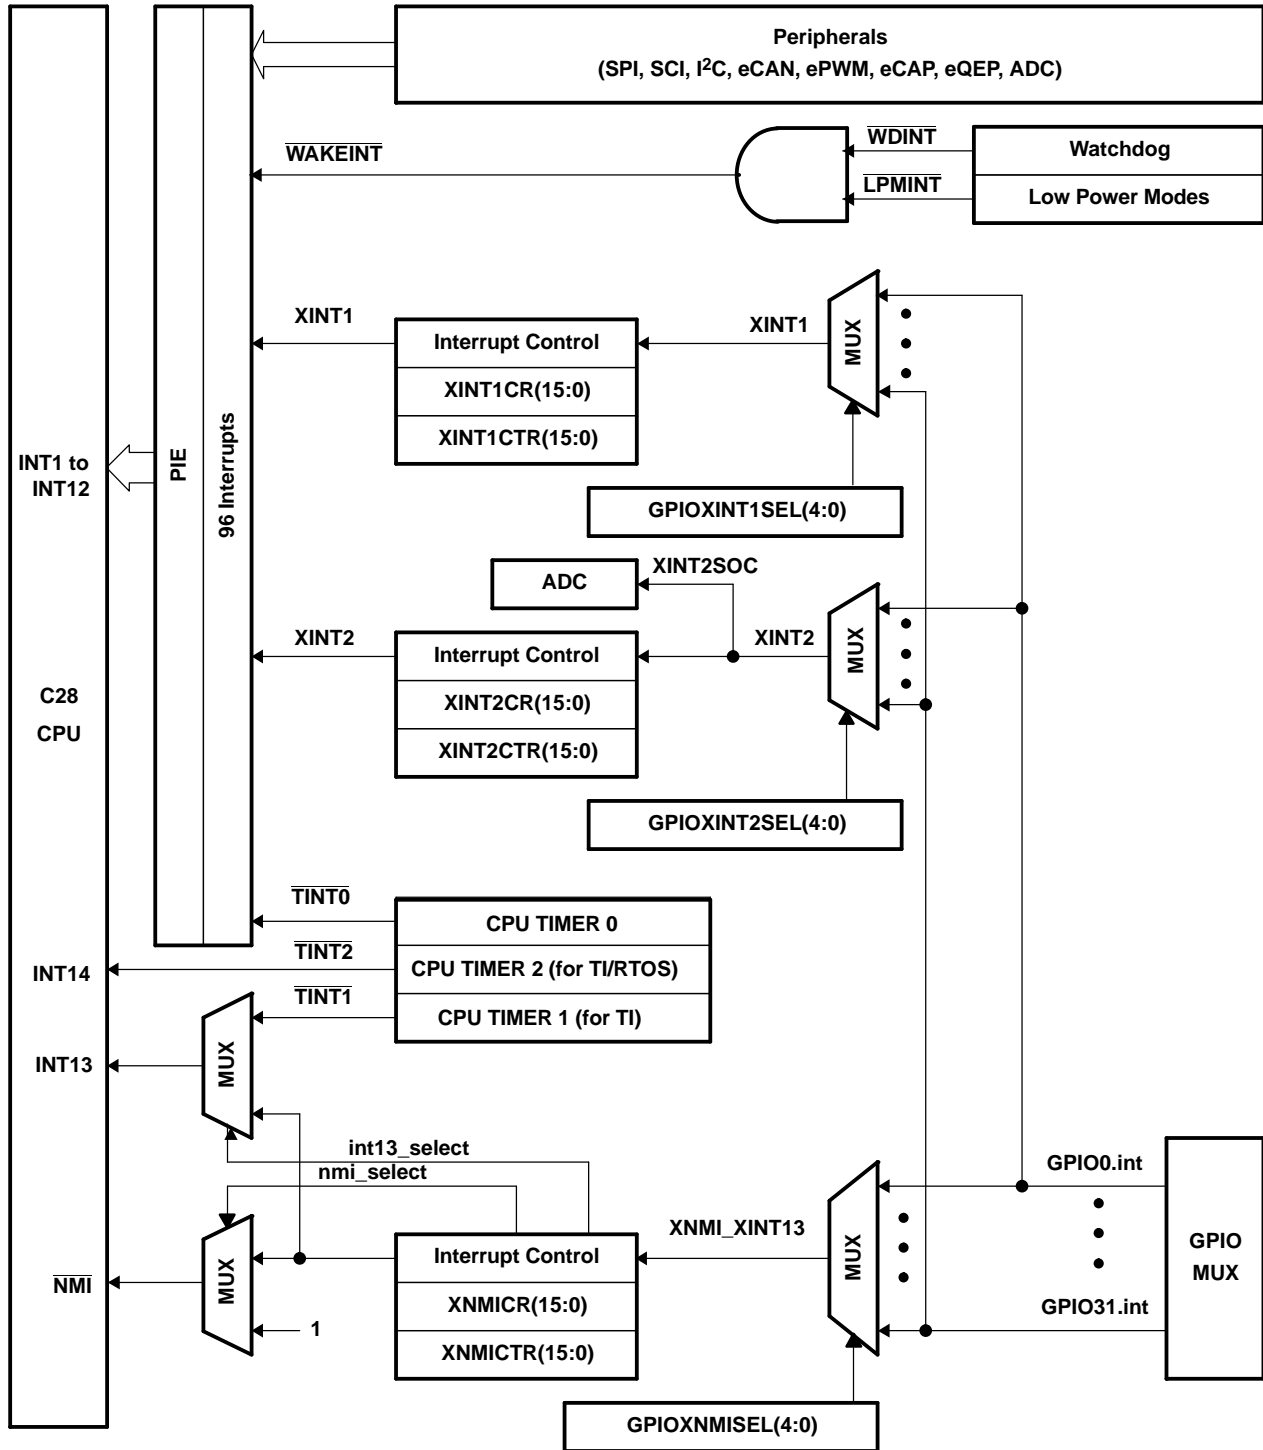 Peripherals
(SPI, SCI, I²C, eCAN, ePWM, eCAP, eQEP, ADC)
WDINT
Watchdog
WAKEINT
LPMINT
Low Power Modes
XINT1
Interrupt Control
XINT1
MUX
XINT1CR(15:0)
XINT1CTR(15:0)
INT1 to
INT12
PIE
96 Interrupts
GPIOXINT1SEL(4:0)
XINT2SOC
ADC
XINT2
Interrupt Control
XINT2
MUX
C28
CPU
XINT2CR(15:0)
XINT2CTR(15:0)
GPIOXINT2SEL(4:0)
TINT0
CPU TIMER 0
TINT2
INT14
CPU TIMER 2 (for TI/RTOS)
TINT1
CPU TIMER 1 (for TI)
INT13
MUX
int13_select
nmi_select
GPIO0.int
XNMI_XINT13
Interrupt Control
MUX
GPIO
MUX
NMI
MUX
XNMICR(15:0)
GPIO31.int
1
XNMICTR(15:0)
GPIOXNMISEL(4:0)